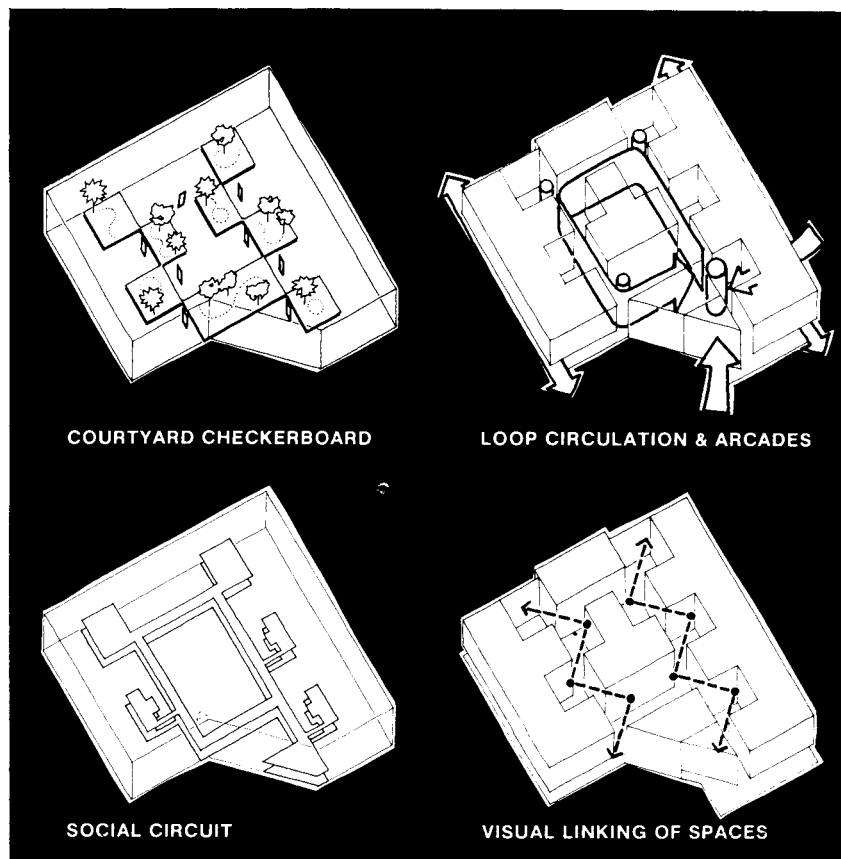 COURTYARD CHECKERBOARD
LOOP CIRCULATION & ARCADES
SOCIAL CIRCUIT
VISUAL LINKING OF SPACES